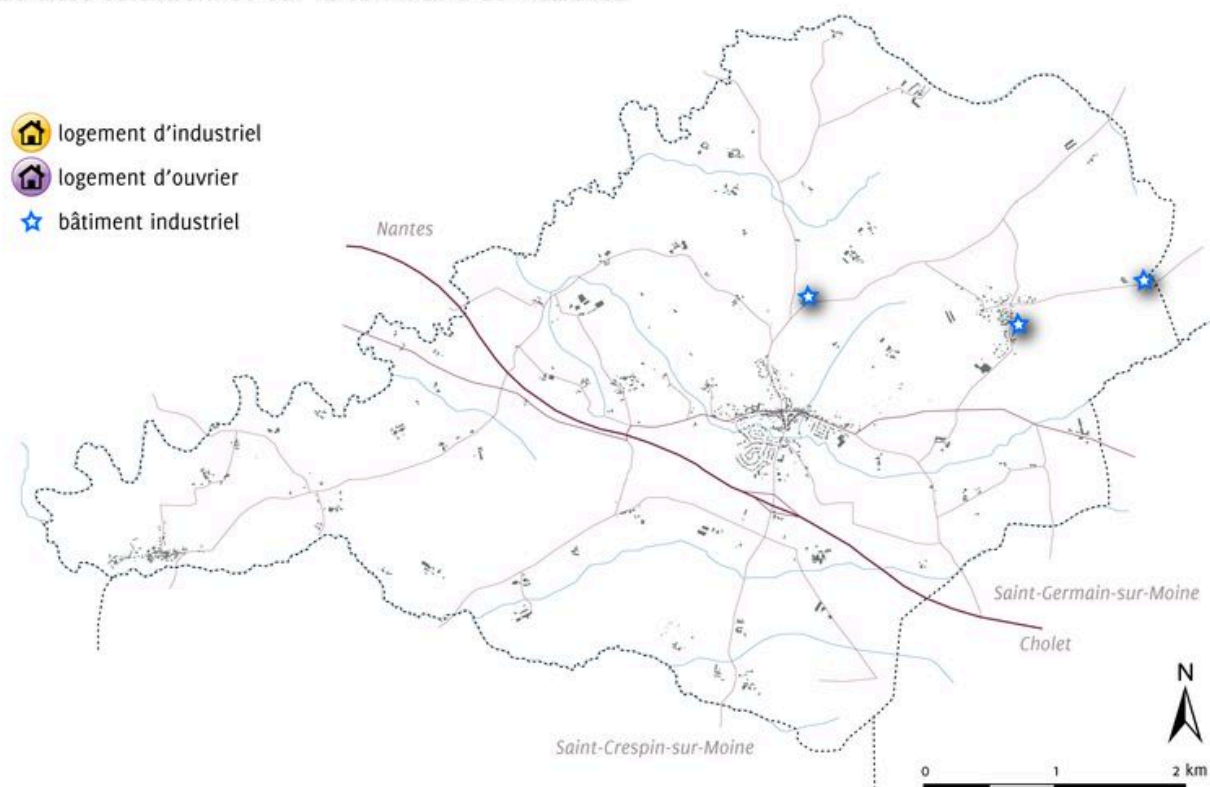 logement d'industriel
logement d'ouvrier
bâtiment industriel
Nantes
Saint-Germain-sur-Moine
Cholet
Saint-Crespin-sur-Moine
N
0 1 2 km